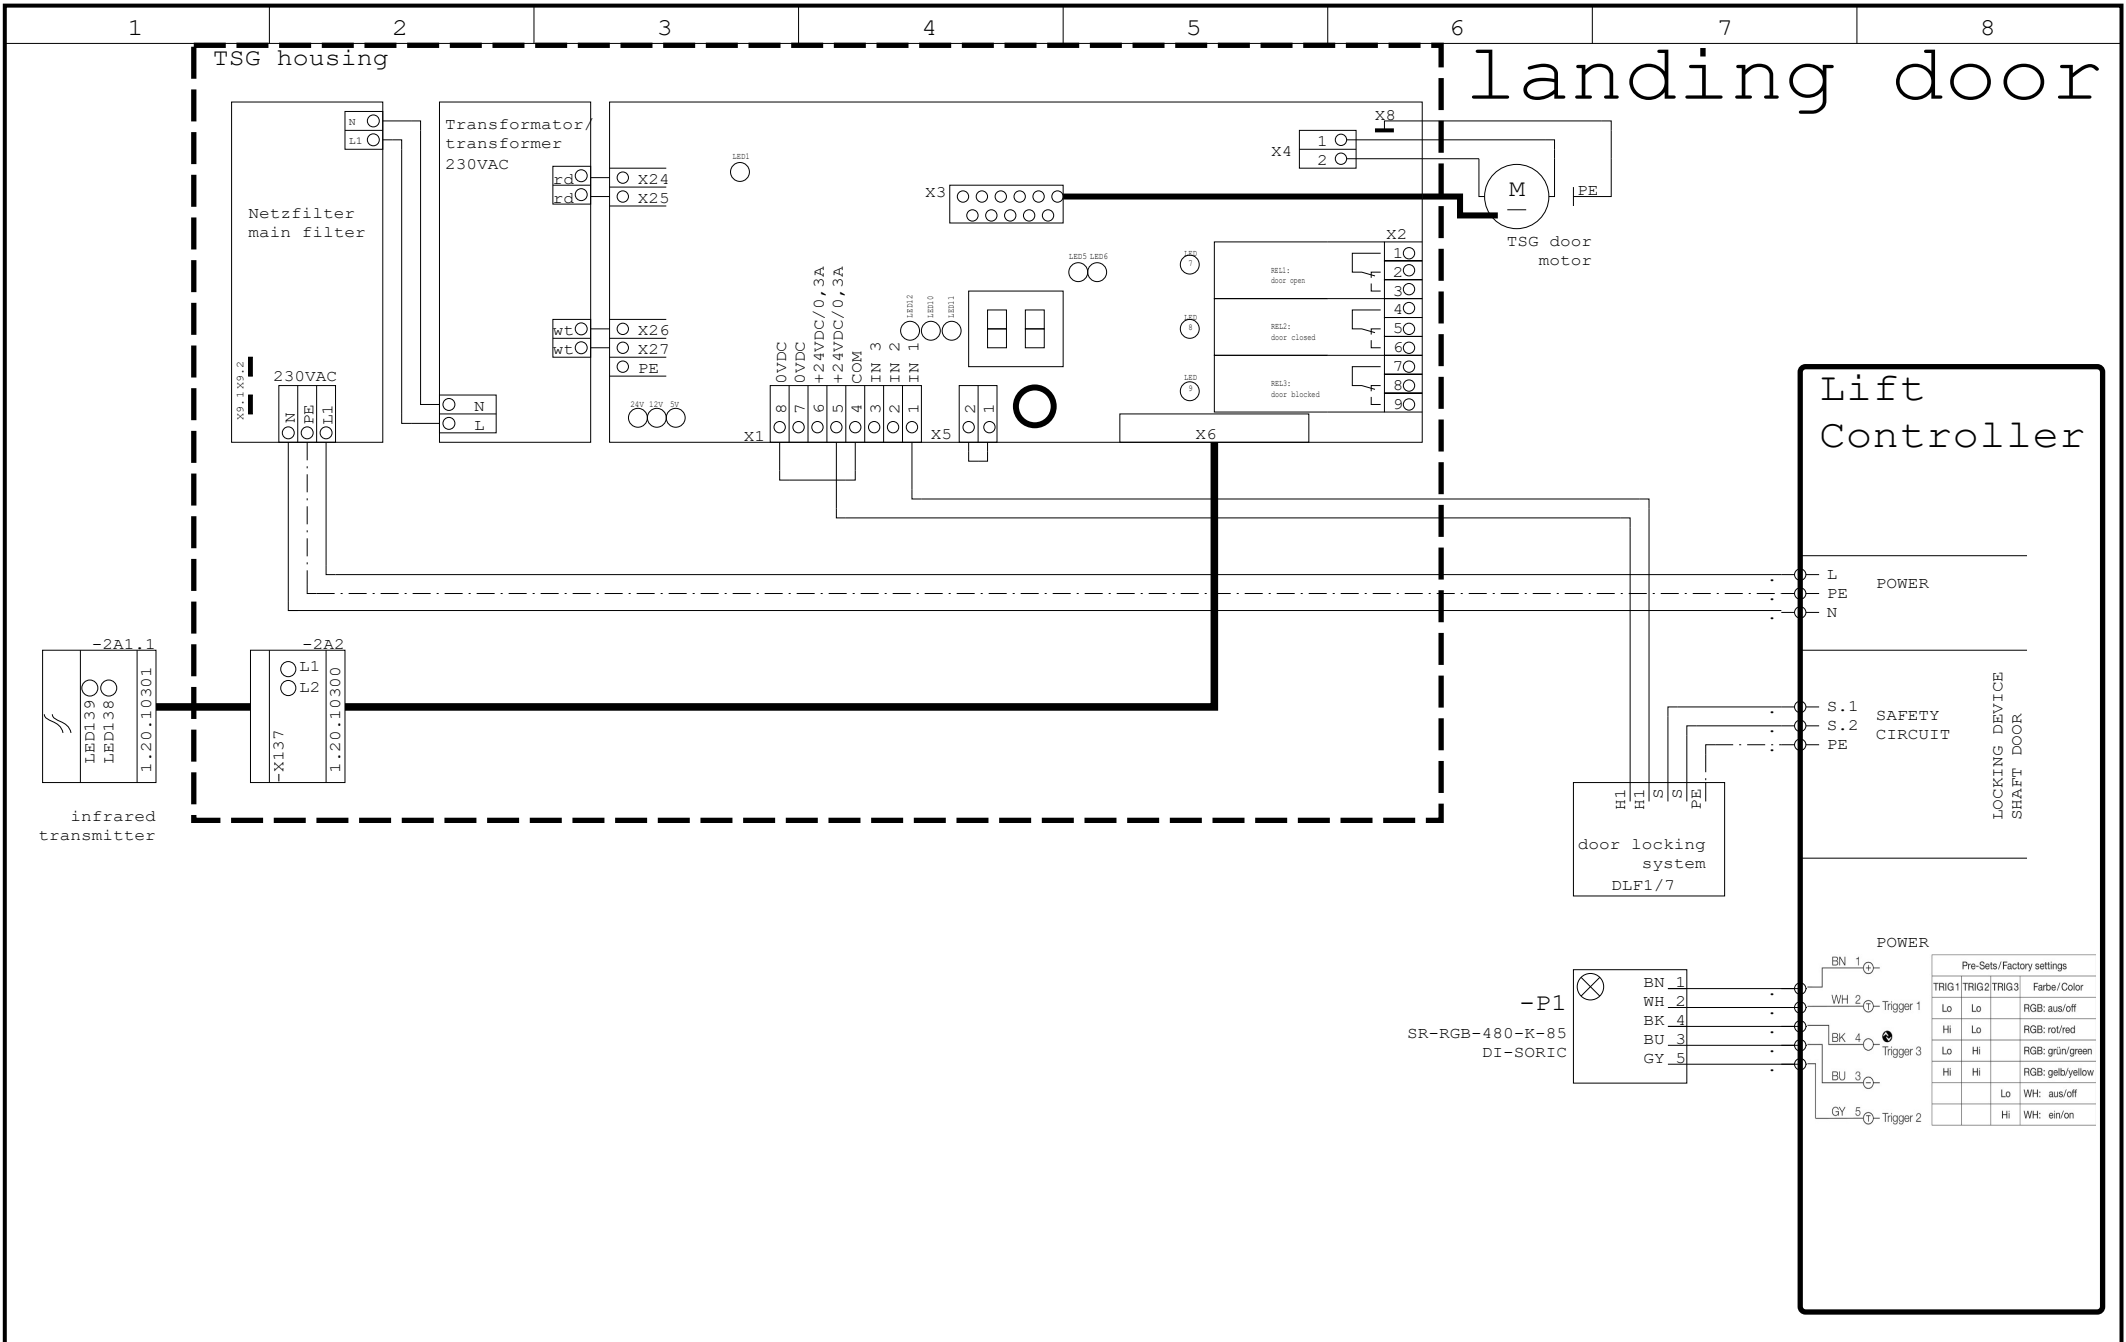 1 2 3 4 5 6 7 8
TSG housing
landing door
N
L1
Netzfilter
main filter
X9.1 X9.2
230VAC
N
PE
L1
Transformator/
transformer
230VAC
rd
rd
wt
wt
N
L
X24
X25
X26
X27
PE
LED1
24V 12V 5V
X3
X8
X4
1
2
M
PE
TSG door
motor
LED5 LED6
LED12
LED10
LED11
LED
7
LED
8
LED
9
X2
REL1:
door open
REL2:
door closed
REL3:
door blocked
1
2
3
4
5
6
7
8
9
0VDC
0VDC
+24VDC/0,3A
+24VDC/0,3A
COM
IN 3
IN 2
IN 1
X1
8
7
6
5
4
3
2
1
X5
2
1
X6
Lift
Controller
L
PE
N
POWER
-2A1.1
LED139
LED138
1.20.10301
infrared
transmitter
-2A2
L1
L2
-X137
1.20.10300
S.1
S.2
PE
SAFETY
CIRCUIT
LOCKING DEVICE
SHAFT DOOR
H1
H1
S
S
PE
door locking
system
DLF1/7
-P1
SR-RGB-480-K-85
DI-SORIC
BN 1
WH 2
BK 4
BU 3
GY 5
POWER
BN 1 +
WH 2 T Trigger 1
BK 4 Trigger 3
BU 3 −
GY 5 T Trigger 2
Pre-Sets/Factory settings
TRIG1 TRIG2 TRIG3 Farbe/Color
Lo Lo RGB: aus/off
Hi Lo RGB: rot/red
Lo Hi RGB: grün/green
Hi Hi RGB: gelb/yellow
Lo WH: aus/off
Hi WH: ein/on